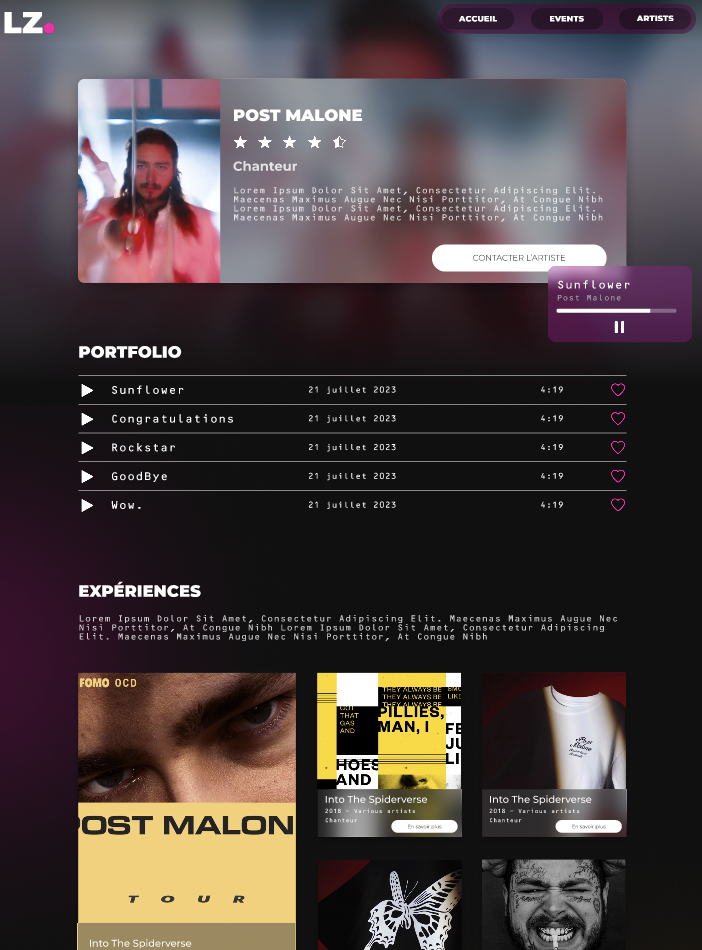 LZ.
ACCUEIL
EVENTS
ARTISTS
POST MALONE
Chanteur
Lorem Ipsum Dolor Sit Amet, Consectetur Adipiscing Elit.
Maecenas Maximus Augue Nec Nisi Porttitor, At Congue Nibh
Lorem Ipsum Dolor Sit Amet, Consectetur Adipiscing Elit.
Maecenas Maximus Augue Nec Nisi Porttitor, At Congue Nibh
CONTACTER L'ARTISTE
Sunflower
Post Malone
PORTFOLIO
Sunflower 21 juillet 2023 4:19
Congratulations 21 juillet 2023 4:19
Rockstar 21 juillet 2023 4:19
GoodBye 21 juillet 2023 4:19
Wow. 21 juillet 2023 4:19
EXPÉRIENCES
Lorem Ipsum Dolor Sit Amet, Consectetur Adipiscing Elit. Maecenas Maximus Augue Nec
Nisi Porttitor, At Congue Nibh Lorem Ipsum Dolor Sit Amet, Consectetur Adipiscing
Elit. Maecenas Maximus Augue Nec Nisi Porttitor, At Congue Nibh
FOMO OCD
POST MALON
TOUR
Into The Spiderverse
THEY ALWAYS BE
THEY ALWAYS BE
THEY ALWAYS BE
LIKE
THAT
GAS
AND
PILLIES,
MAN, I
FE
JU
LI
HOES
AND
Into The Spiderverse
2018 - Various artists
Chanteur
En savoir plus
Post
Malone
Into The Spiderverse
2018 - Various artists
Chanteur
En savoir plus